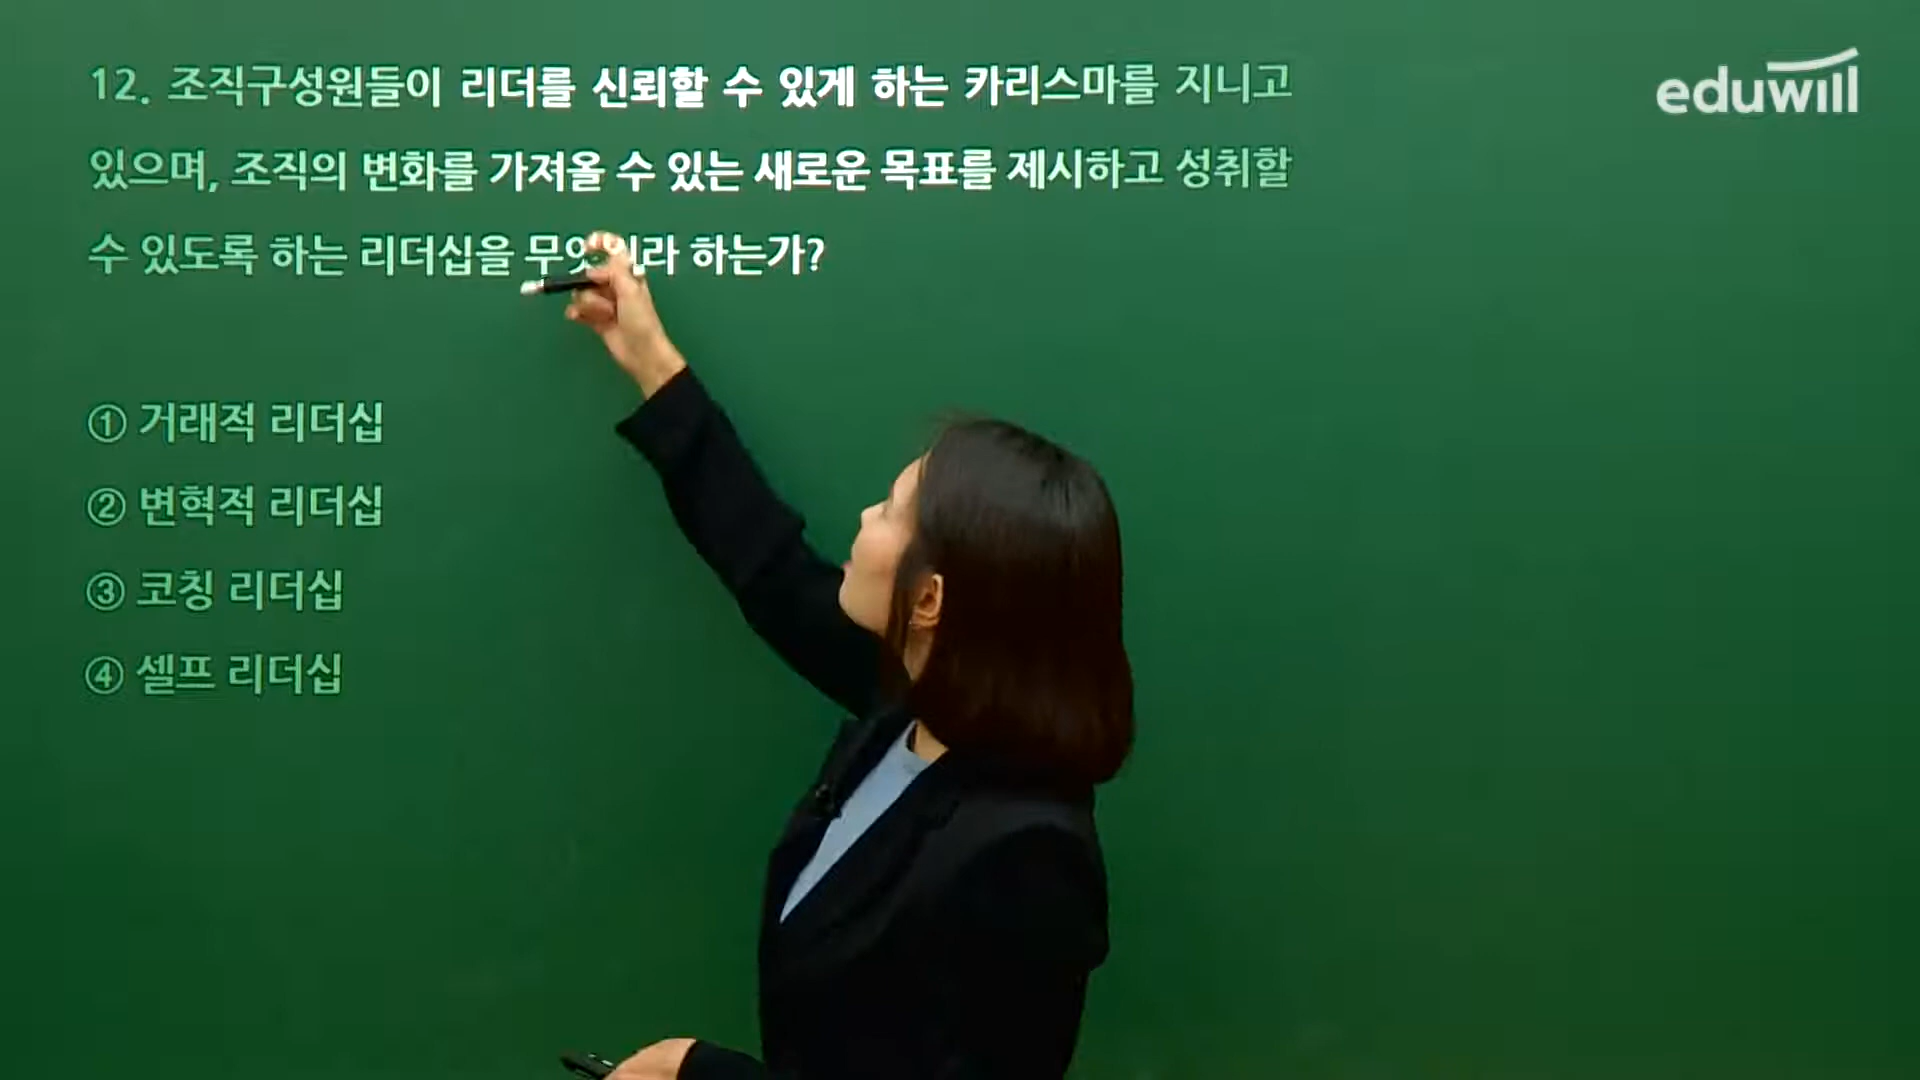 12. 조직구성원들이 리더를 신뢰할 수 있게 하는 카리스마를 지니고
있으며, 조직의 변화를 가져올 수 있는 새로운 목표를 제시하고 성취할
수 있도록 하는 리더십을 하는가?
① 거래적 리더십
② 변혁적 리더십
③ 코칭 리더십
④ 셀프 리더십
eduwill